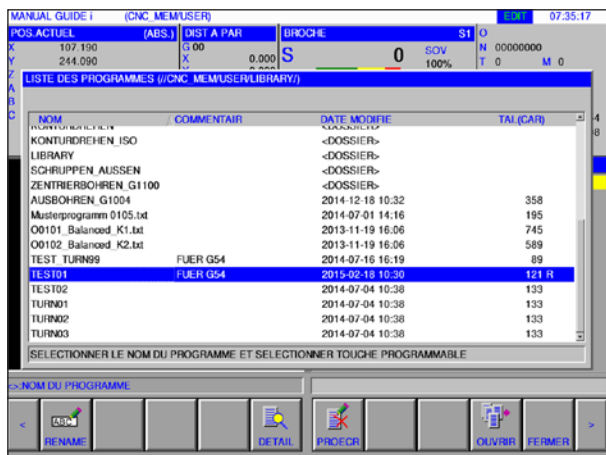 MANUAL GUIDE i (CNC_MEM/USER) EDIT 07:35:17
POS.ACTUEL (ABS.) DIST A PAR BROCHE S1 O
X 107.190 G 00 N 00000000
Y 244.090 X 0.000 S 0 SOV 100% T 0 M 0
Z
LISTE DES PROGRAMMES (//CNC_MEM/USER/LIBRARY/)
A
B
C
NOM COMMENTAIR DATE MODIFIE TAL(CAR)
KONTURDREHEN <DOSSIER>
KONTURDREHEN_ISO <DOSSIER>
LIBRARY <DOSSIER>
SCHRUPPEN_AUSSEN <DOSSIER>
ZENTRIERBOHREN_G1100 <DOSSIER>
AUSBOHREN_G1004 2014-12-18 10:32 358
Musterprogramm 0105.txt 2014-07-01 14:16 195
O0101_Balanced_K1.txt 2013-11-19 16:06 745
O0102_Balanced_K2.txt 2013-11-19 16:06 589
TEST_TURN99 FUER G54 2014-07-16 16:19 89
TEST01 FUER G54 2015-02-18 10:30 121 R
TEST02 2014-07-04 10:38 133
TURN01 2014-07-04 10:38 133
TURN02 2014-07-04 10:38 133
TURN03 2014-07-04 10:38 133
SELECTIONNER LE NOM DU PROGRAMME ET SELECTIONNER TOUCHE PROGRAMMABLE
<>:NOM DU PROGRAMME
< ABC RENAME DETAIL PROECR OUVRIR FERMER >